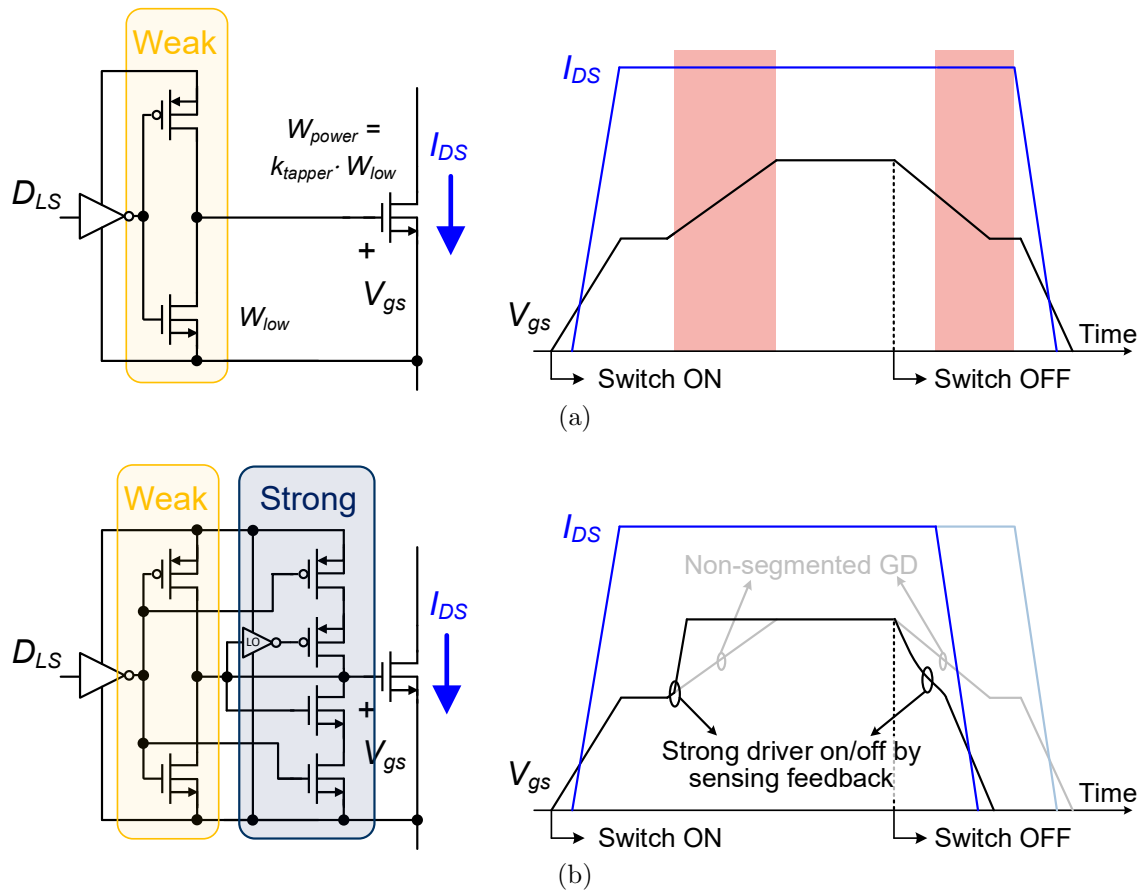 Weak
D_LS
W_power =
k_tapper · W_low
I_DS
+
V_gs
W_low
I_DS
V_gs
Time
Switch ON
Switch OFF
(a)
Weak
Strong
LO
D_LS
I_DS
+
V_gs
I_DS
Non-segmented GD
Strong driver on/off by
sensing feedback
V_gs
Time
Switch ON
Switch OFF
(b)